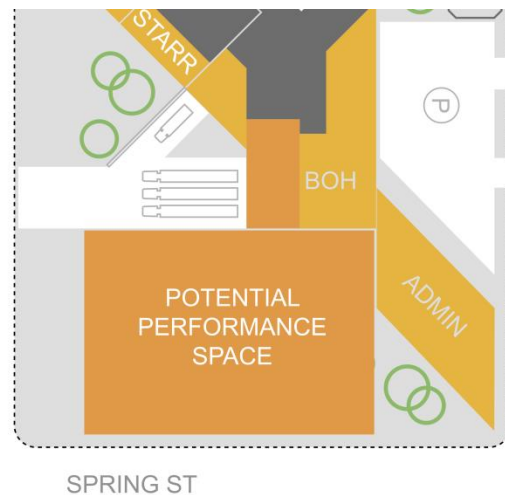 STARR
P
BOH
ADMIN
POTENTIAL
PERFORMANCE
SPACE
SPRING ST